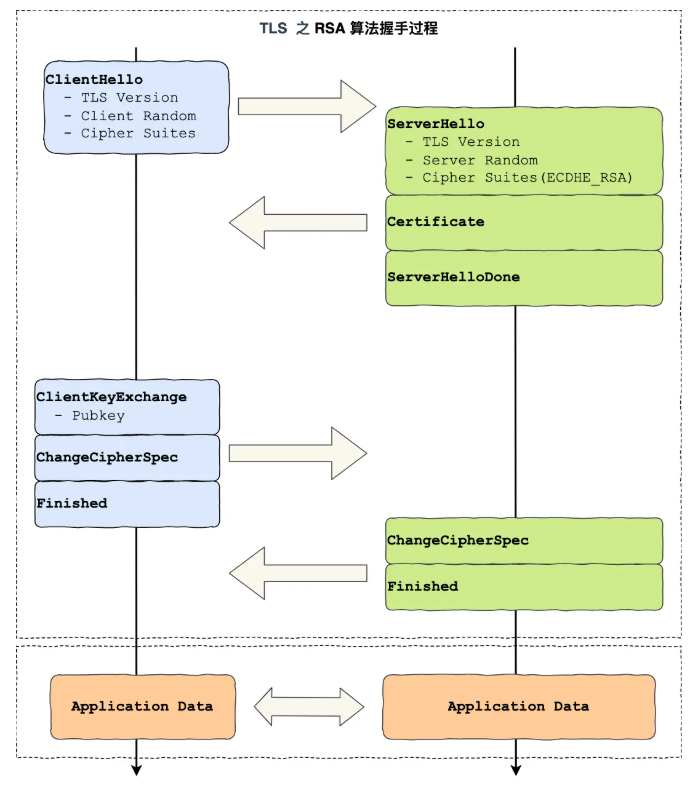 TLS 之 RSA 算法握手过程
ClientHello
- TLS Version
- Client Random
- Cipher Suites
ServerHello
- TLS Version
- Server Random
- Cipher Suites(ECDHE_RSA)
Certificate
ServerHelloDone
ClientKeyExchange
- Pubkey
ChangeCipherSpec
Finished
ChangeCipherSpec
Finished
Application Data
Application Data